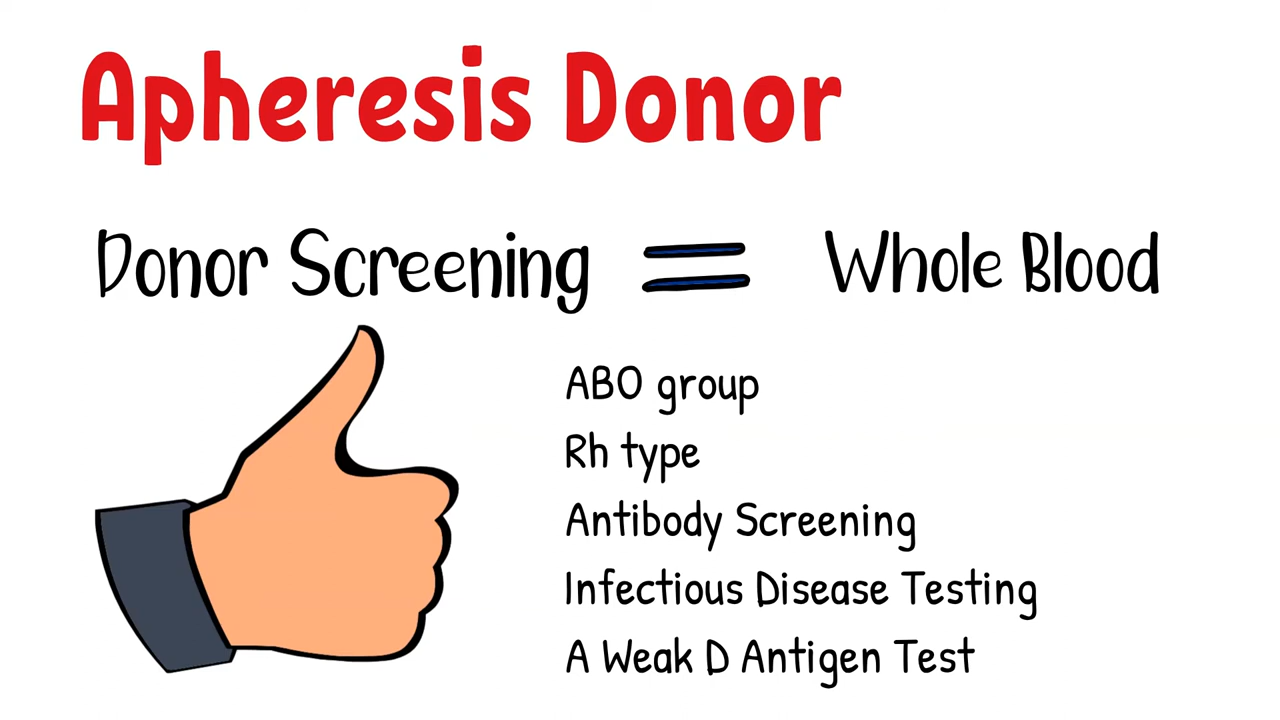 Apheresis Donor
Donor Screening = Whole Blood
ABO group
Rh type
Antibody Screening
Infectious Disease Testing
A Weak D Antigen Test